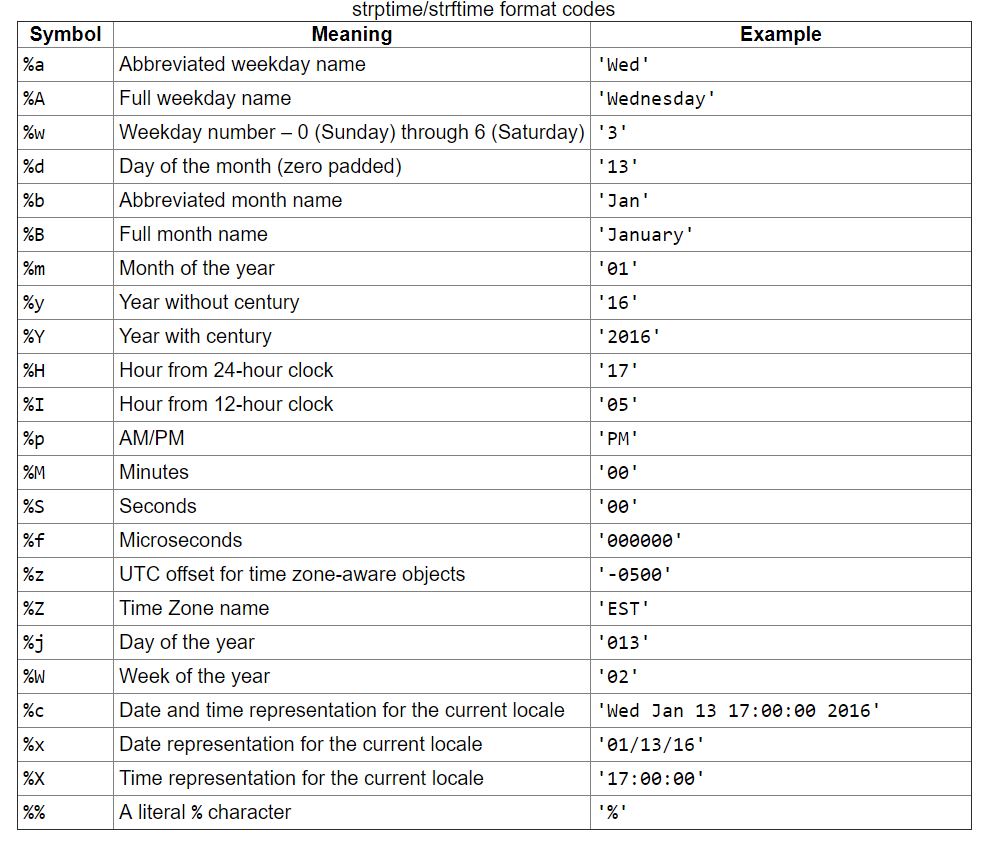 strptime/strftime format codes
Symbol Meaning Example
%a Abbreviated weekday name 'Wed'
%A Full weekday name 'Wednesday'
%w Weekday number – 0 (Sunday) through 6 (Saturday) '3'
%d Day of the month (zero padded) '13'
%b Abbreviated month name 'Jan'
%B Full month name 'January'
%m Month of the year '01'
%y Year without century '16'
%Y Year with century '2016'
%H Hour from 24-hour clock '17'
%I Hour from 12-hour clock '05'
%p AM/PM 'PM'
%M Minutes '00'
%S Seconds '00'
%f Microseconds '000000'
%z UTC offset for time zone-aware objects '-0500'
%Z Time Zone name 'EST'
%j Day of the year '013'
%W Week of the year '02'
%c Date and time representation for the current locale 'Wed Jan 13 17:00:00 2016'
%x Date representation for the current locale '01/13/16'
%X Time representation for the current locale '17:00:00'
%% A literal % character '%'